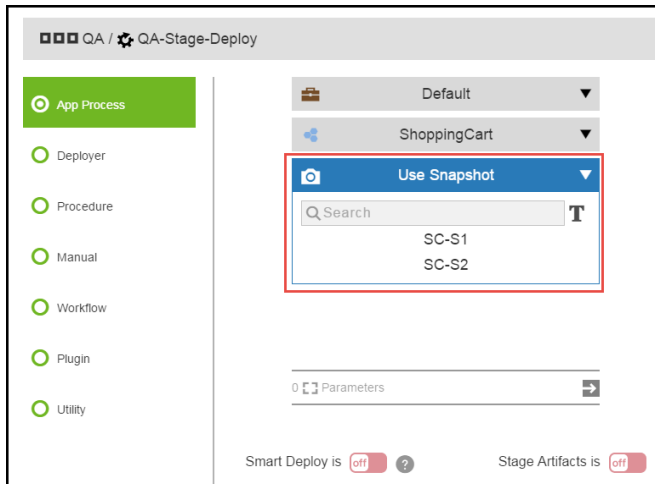 QA / QA-Stage-Deploy
App Process
Deployer
Procedure
Manual
Workflow
Plugin
Utility
Default
ShoppingCart
Use Snapshot
Search
T
SC-S1
SC-S2
0 Parameters
Smart Deploy is off ?
Stage Artifacts is off